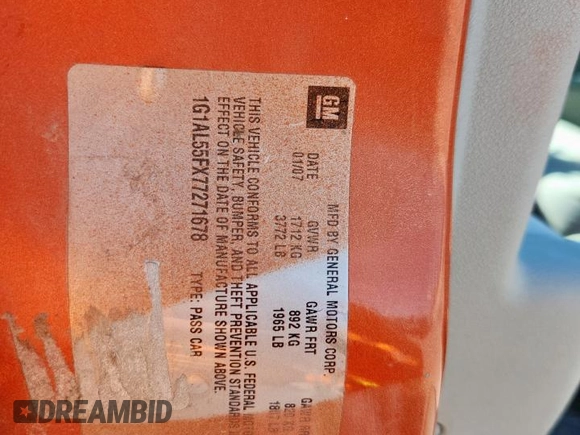 GM
MFD BY GENERAL MOTORS CORP.
DATE GVWR GAWR FRT
01/07 1712 KG 892 KG
3772 LB 1965 LB
THIS VEHICLE CONFORMS TO ALL APPLICABLE U.S. FEDERAL
VEHICLE SAFETY, BUMPER, AND THEFT PREVENTION STANDARDS
EFFECT ON THE DATE OF MANUFACTURE SHOWN ABOVE.
1G1AL55FX77271678 TYPE: PASS CAR
DREAMBID